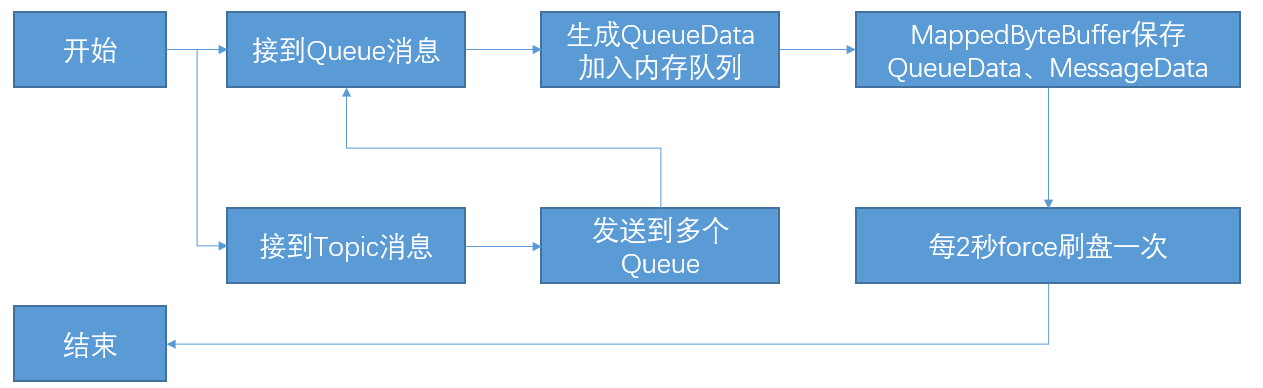 开始
接到Queue消息
生成QueueData
加入内存队列
MappedByteBuffer保存
QueueData、MessageData
接到Topic消息
发送到多个
Queue
每2秒force刷盘一次
结束